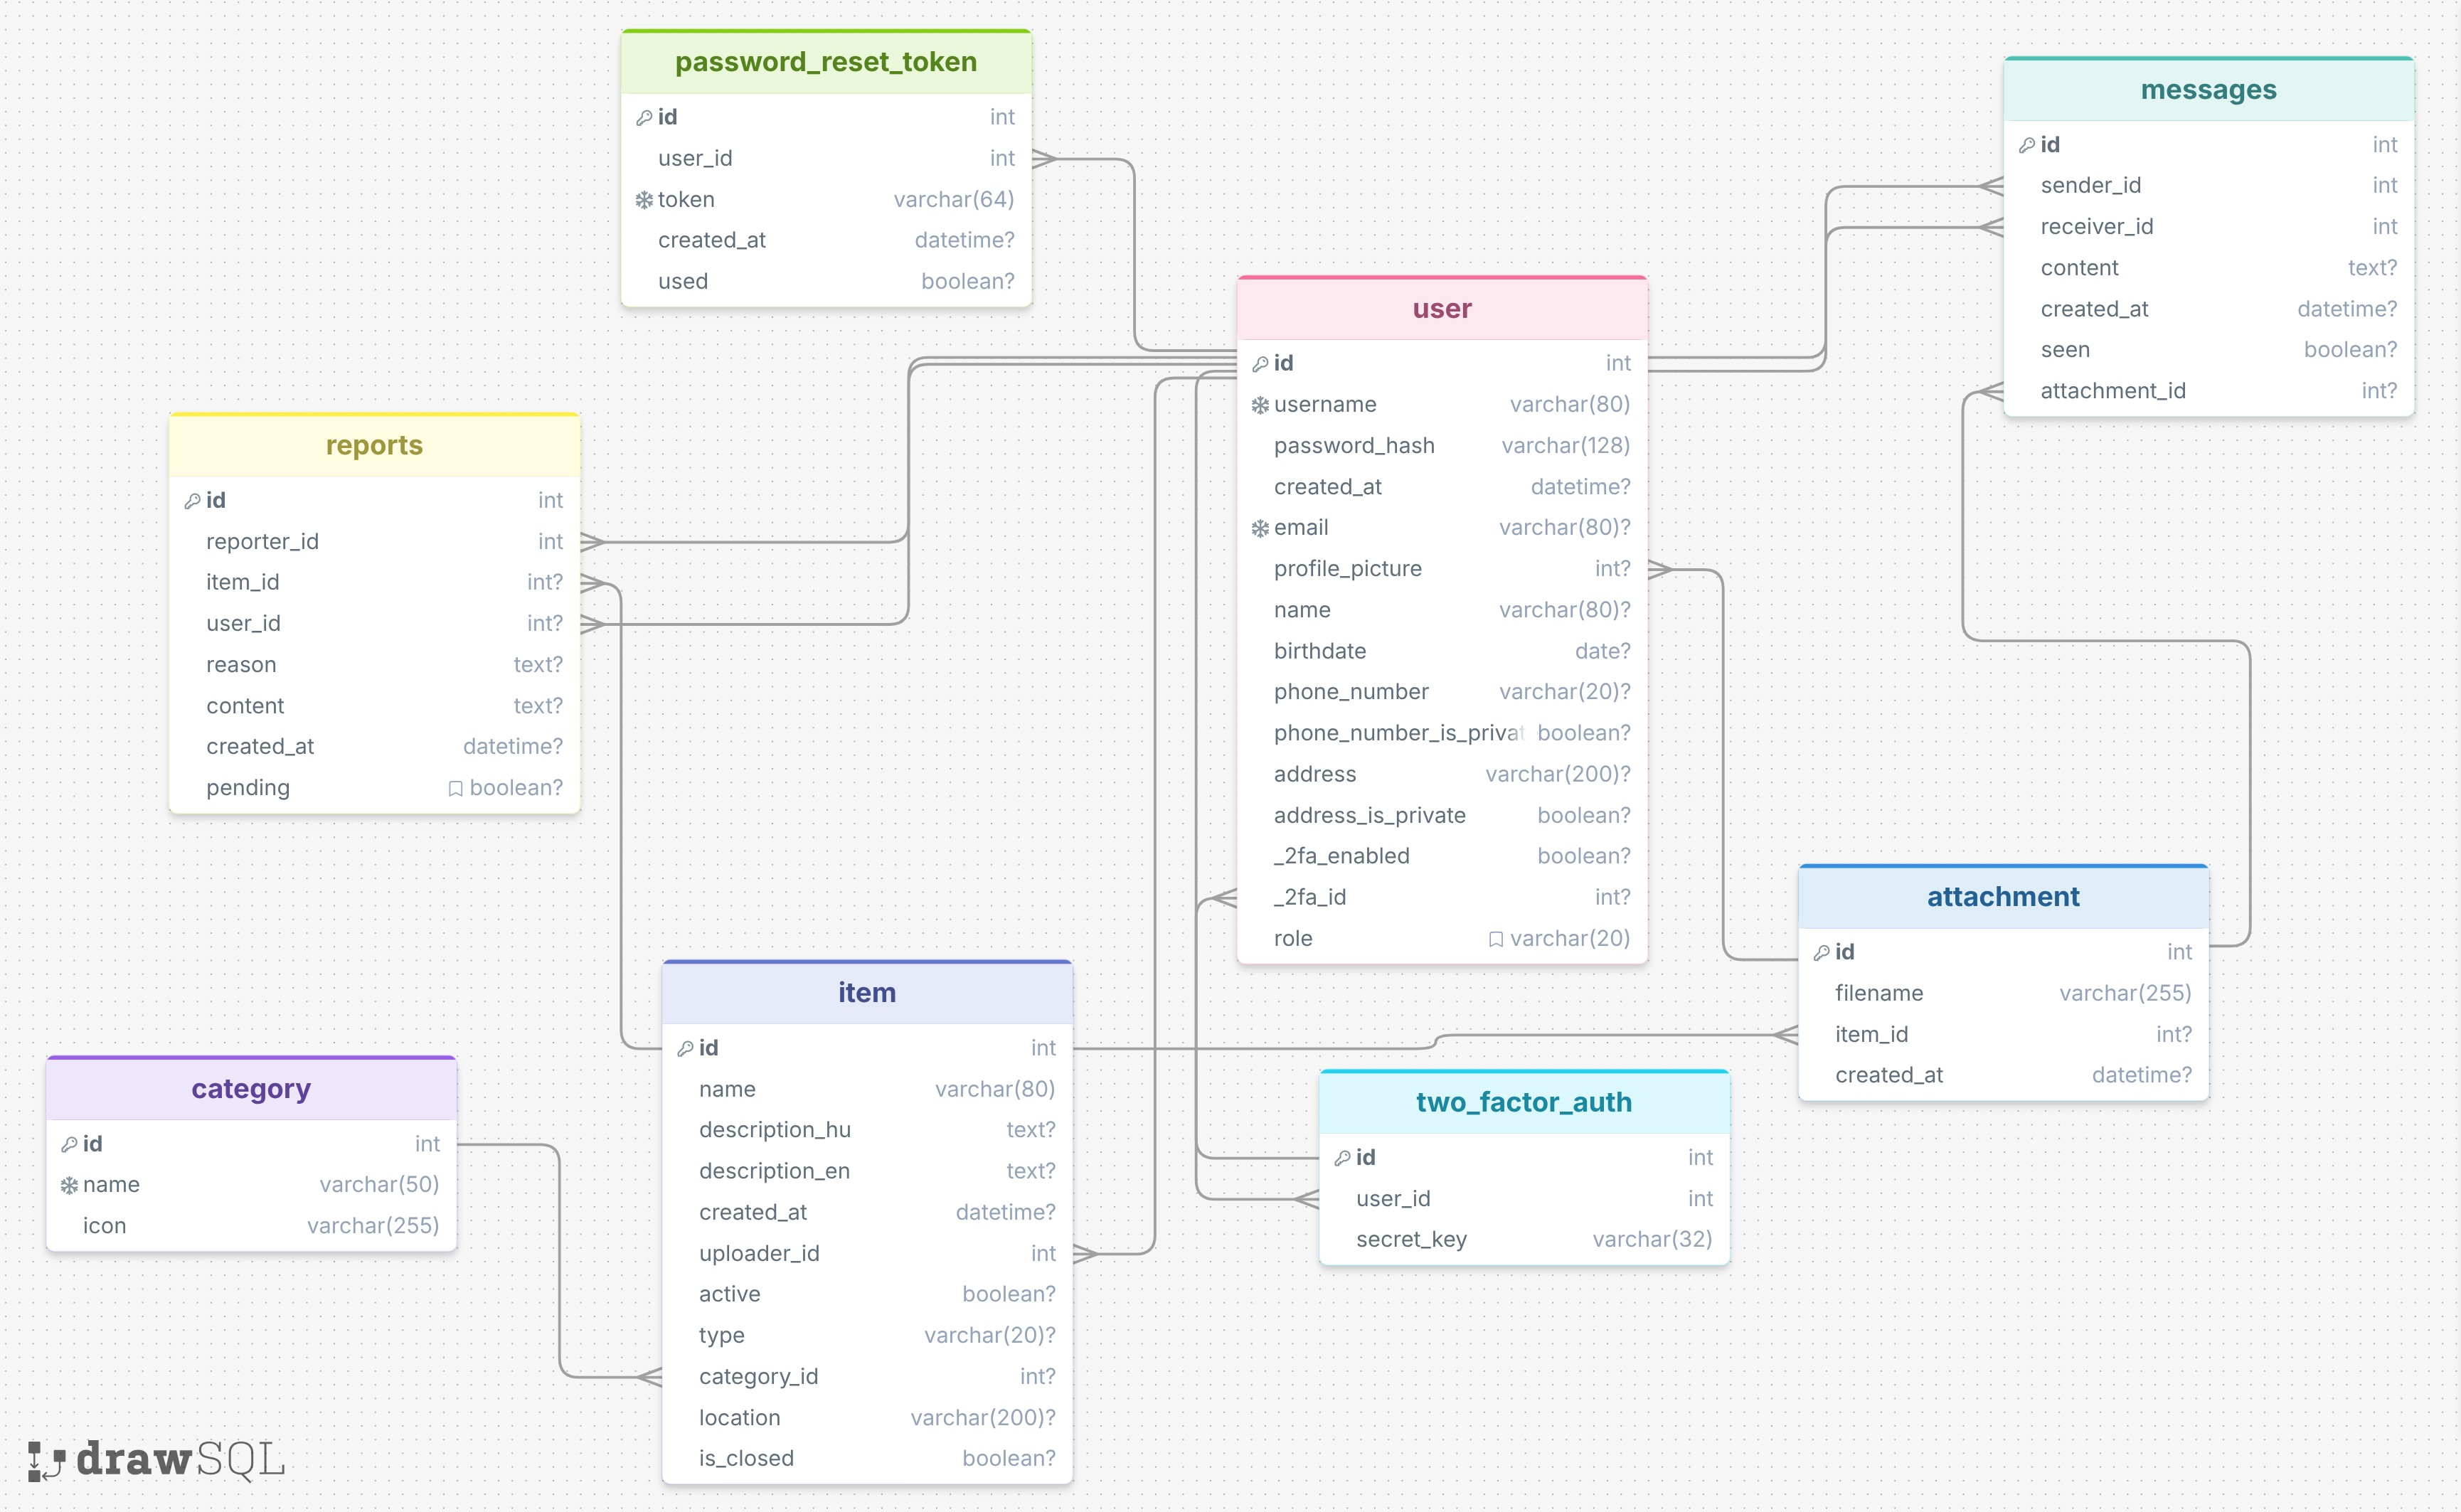 password_reset_token
id int
user_id int
token varchar(64)
created_at datetime?
used boolean?
messages
id int
sender_id int
receiver_id int
content text?
created_at datetime?
seen boolean?
attachment_id int?
user
id int
username varchar(80)
password_hash varchar(128)
created_at datetime?
email varchar(80)?
profile_picture int?
name varchar(80)?
birthdate date?
phone_number varchar(20)?
phone_number_is_privat boolean?
address varchar(200)?
address_is_private boolean?
_2fa_enabled boolean?
_2fa_id int?
role varchar(20)
reports
id int
reporter_id int
item_id int?
user_id int?
reason text?
content text?
created_at datetime?
pending boolean?
attachment
id int
filename varchar(255)
item_id int?
created_at datetime?
item
id int
name varchar(80)
description_hu text?
description_en text?
created_at datetime?
uploader_id int
active boolean?
type varchar(20)?
category_id int?
location varchar(200)?
is_closed boolean?
category
id int
name varchar(50)
icon varchar(255)
two_factor_auth
id int
user_id int
secret_key varchar(32)
drawSQL